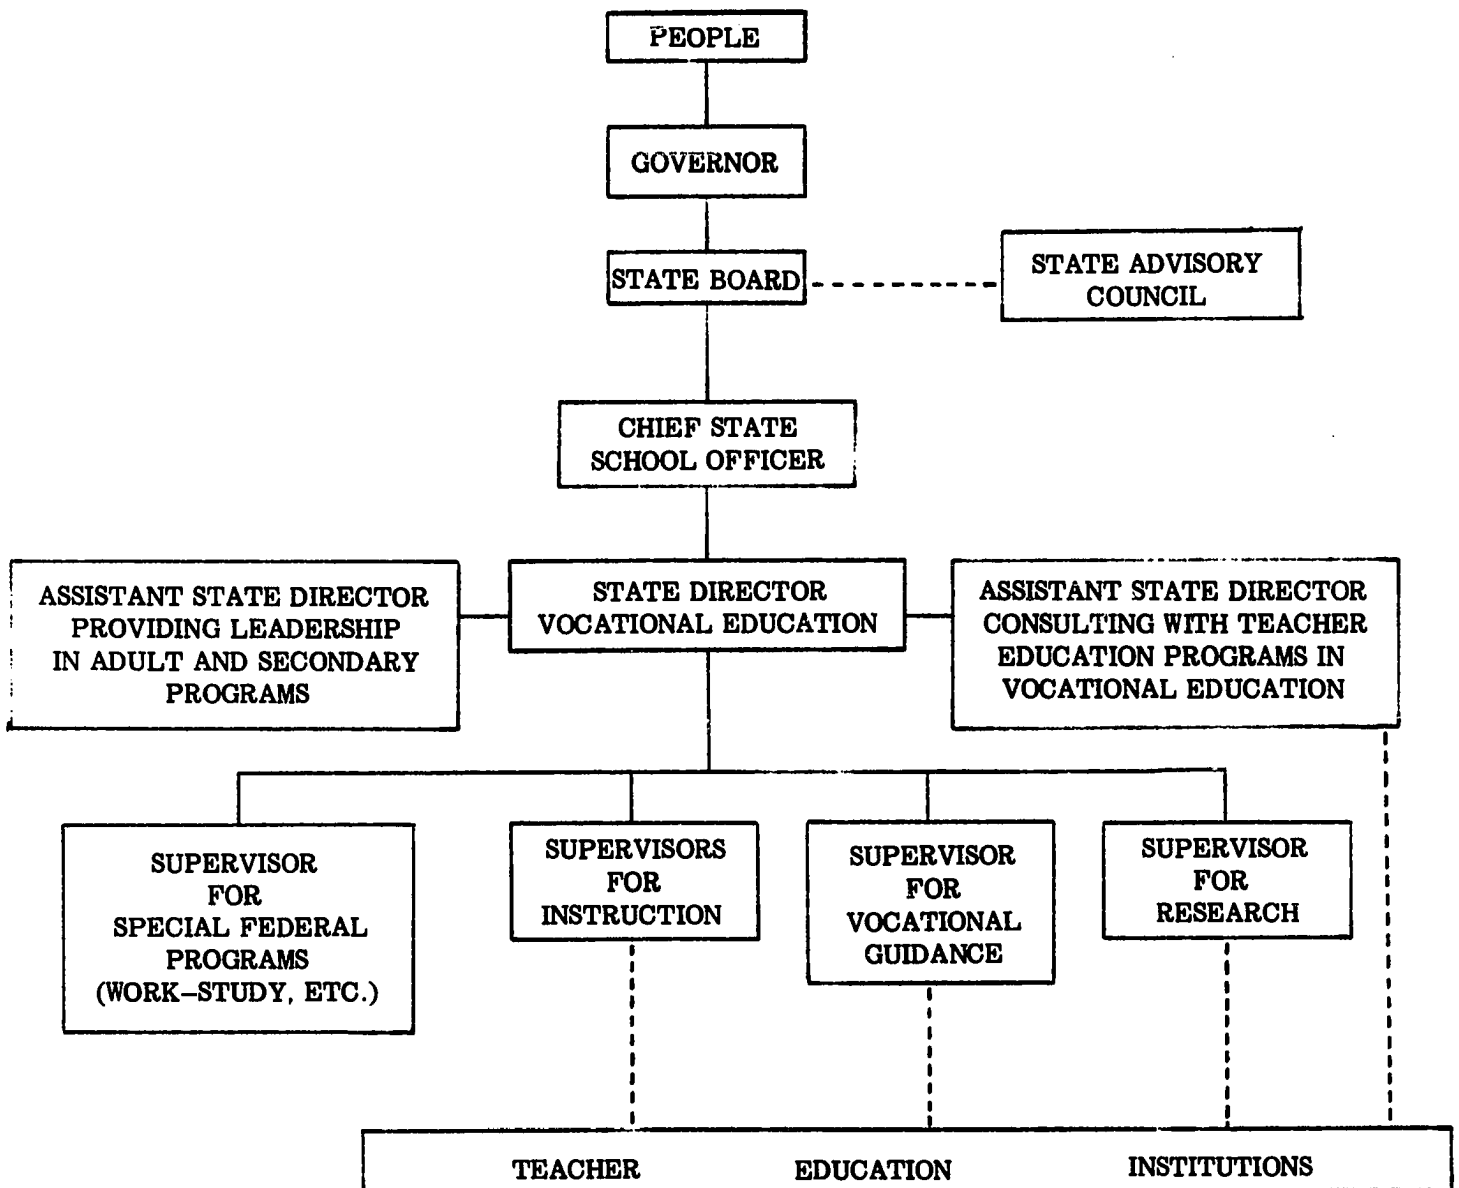 PEOPLE
GOVERNOR
STATE BOARD
STATE ADVISORY
COUNCIL
CHIEF STATE
SCHOOL OFFICER
ASSISTANT STATE DIRECTOR
PROVIDING LEADERSHIP
IN ADULT AND SECONDARY
PROGRAMS
STATE DIRECTOR
VOCATIONAL EDUCATION
ASSISTANT STATE DIRECTOR
CONSULTING WITH TEACHER
EDUCATION PROGRAMS IN
VOCATIONAL EDUCATION
SUPERVISOR
FOR
SPECIAL FEDERAL
PROGRAMS
(WORK-STUDY, ETC.)
SUPERVISORS
FOR
INSTRUCTION
SUPERVISOR
FOR
VOCATIONAL
GUIDANCE
SUPERVISOR
FOR
RESEARCH
TEACHER EDUCATION INSTITUTIONS